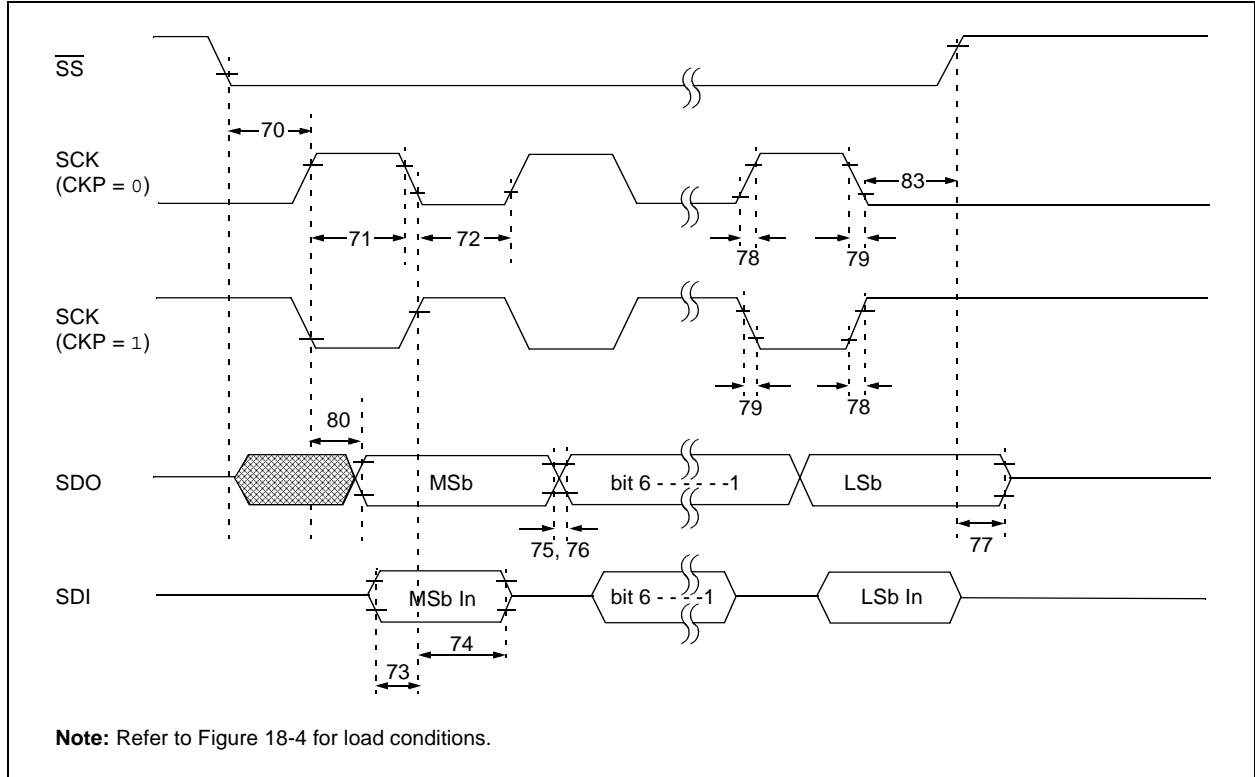 SS
70
SCK
(CKP = 0)
83
71
72
78
79
SCK
(CKP = 1)
79
78
80
SDO
MSb
bit 6 - - - - - - -1
LSb
75, 76
77
SDI
MSb In
bit 6 - - - - -1
LSb In
74
73
Note: Refer to Figure 18-4 for load conditions.